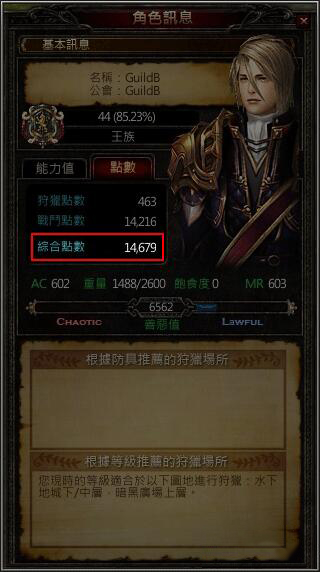 角色訊息
基本訊息
名稱：GuildB
公會：GuildB
44 (85.23%)
王族
能力值 點數
狩獵點數 463
戰鬥點數 14,216
綜合點數 14,679
AC 602 重量 1488/2600 飽食度 0 MR 603
6562
CHAOTIC 善惡值 LAWFUL
根據防具推薦的狩獵場所
根據等級推薦的狩獵場所
您現時的等級適合於以下圖地進行狩獵：水下
地城下/中層，暗黑廣場上層。